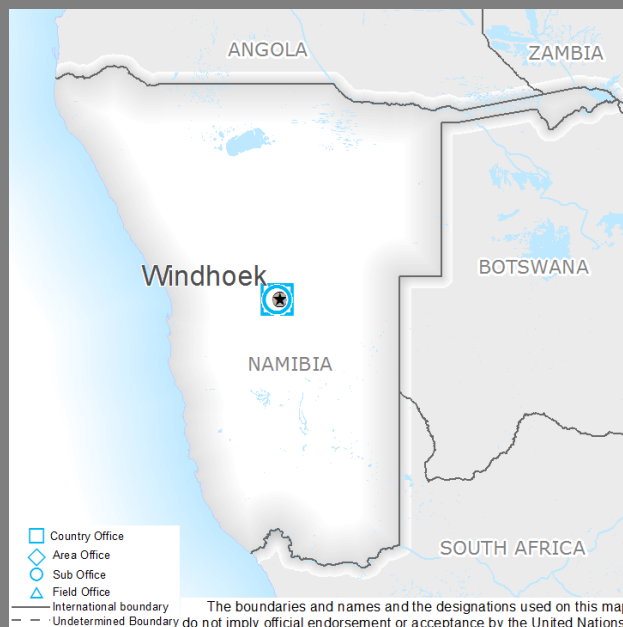 ANGOLA
ZAMBIA
Windhoek
BOTSWANA
NAMIBIA
SOUTH AFRICA
Country Office
Area Office
Sub Office
Field Office
International boundary
Undetermined Boundary
The boundaries and names and the designations used on this map
do not imply official endorsement or acceptance by the United Nations